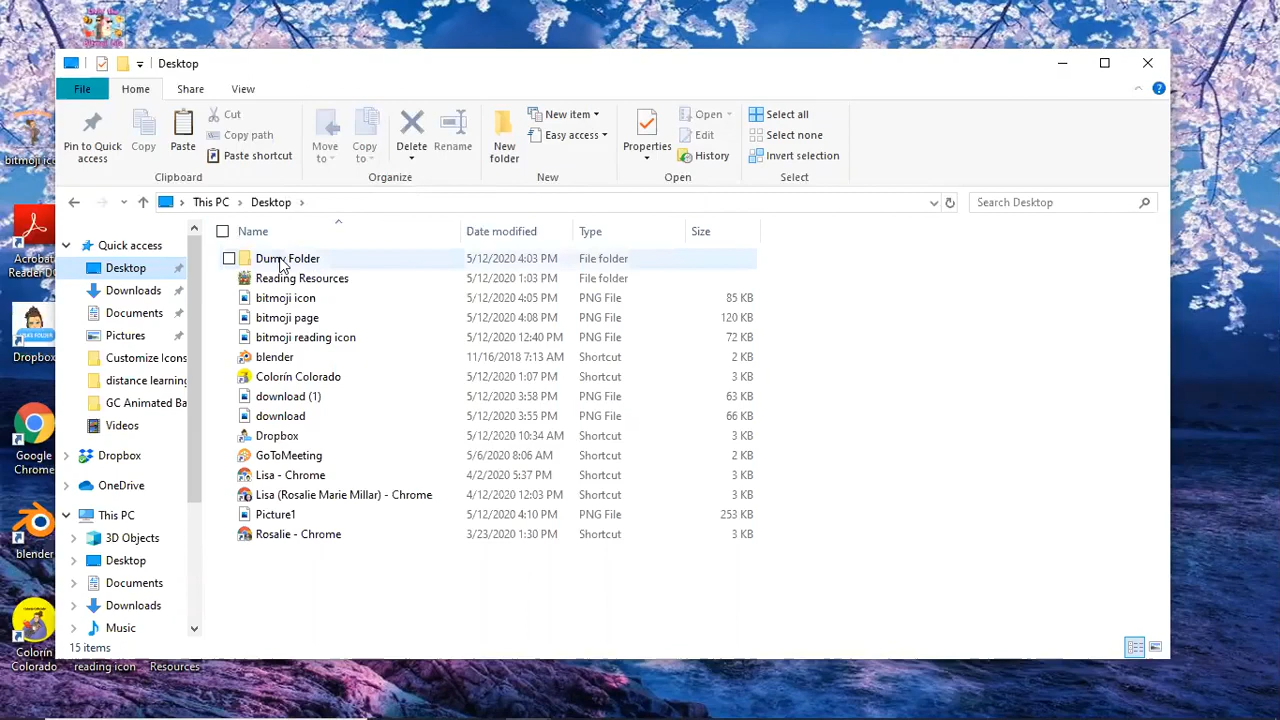 Desktop
File Home Share View
Pin to Quick access
Copy
Paste
Cut
Copy path
Paste shortcut
Clipboard
Move to
Copy to
Delete
Rename
Organize
New folder
New item
Easy access
New
Properties
Open
Edit
History
Open
Select all
Select none
Invert selection
Select
This PC > Desktop >
Search Desktop
Quick access
Desktop
Downloads
Documents
Pictures
Customize Icons
distance learning
GC Animated Ba
Videos
Dropbox
OneDrive
This PC
3D Objects
Desktop
Documents
Downloads
Music
Name Date modified Type Size
Folder 5/12/2020 4:03 PM File folder
Reading Resources 5/12/2020 1:03 PM File folder
bitmoji icon 5/12/2020 4:05 PM PNG File 85 KB
bitmoji page 5/12/2020 4:08 PM PNG File 120 KB
bitmoji reading icon 5/12/2020 12:40 PM PNG File 72 KB
blender 11/16/2018 7:13 AM Shortcut 2 KB
Colorín Colorado 5/12/2020 1:07 PM Shortcut 3 KB
download (1) 5/12/2020 3:58 PM PNG File 63 KB
download 5/12/2020 3:55 PM PNG File 66 KB
Dropbox 5/12/2020 10:34 AM Shortcut 3 KB
GoToMeeting 5/6/2020 8:06 AM Shortcut 2 KB
Lisa - Chrome 4/2/2020 5:37 PM Shortcut 3 KB
Lisa (Rosalie Marie Millar) - Chrome 4/12/2020 12:03 PM Shortcut 3 KB
Picture1 5/12/2020 4:10 PM PNG File 253 KB
Rosalie - Chrome 3/23/2020 1:30 PM Shortcut 3 KB
15 items
bitmoji ic
Acrobat
Reader D
Dropbox
Google
Chrome
blender
Colorín
Colorado
reading icon
Resources